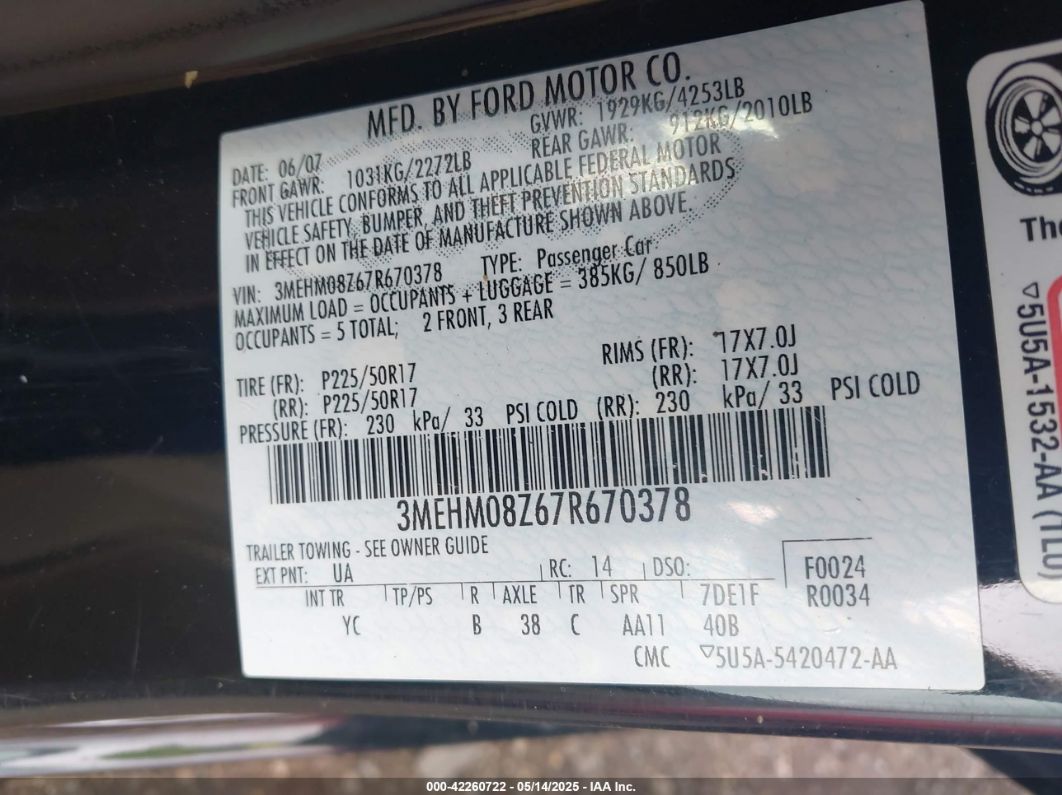 MFD. BY FORD MOTOR CO.
DATE: 06/07 GVWR: 1929KG/4253LB
FRONT GAWR: 1031KG/2272LB REAR GAWR: 912KG/2010LB
THIS VEHICLE CONFORMS TO ALL APPLICABLE FEDERAL MOTOR
VEHICLE SAFETY, BUMPER, AND THEFT PREVENTION STANDARDS
IN EFFECT ON THE DATE OF MANUFACTURE SHOWN ABOVE.
VIN: 3MEHM08Z67R670378 TYPE: Passenger Car
MAXIMUM LOAD = OCCUPANTS + LUGGAGE = 385KG/ 850LB
OCCUPANTS = 5 TOTAL; 2 FRONT, 3 REAR
TIRE (FR): P225/50R17 RIMS (FR): 17X7.0J
(RR): P225/50R17 (RR): 17X7.0J
PRESSURE (FR): 230 kPa/ 33 PSI COLD (RR): 230 kPa/ 33 PSI COLD
3MEHM08Z67R670378
TRAILER TOWING - SEE OWNER GUIDE
EXT PNT: UA RC: 14 DSO: F0024
INT TR TP/PS R AXLE TR SPR 7DE1F R0034
YC B 38 C AA11 40B
CMC ▽5U5A-5420472-AA
The
▽5U5A-1532-AA (TLU)
000-42260722 - 05/14/2025 - IAA Inc.